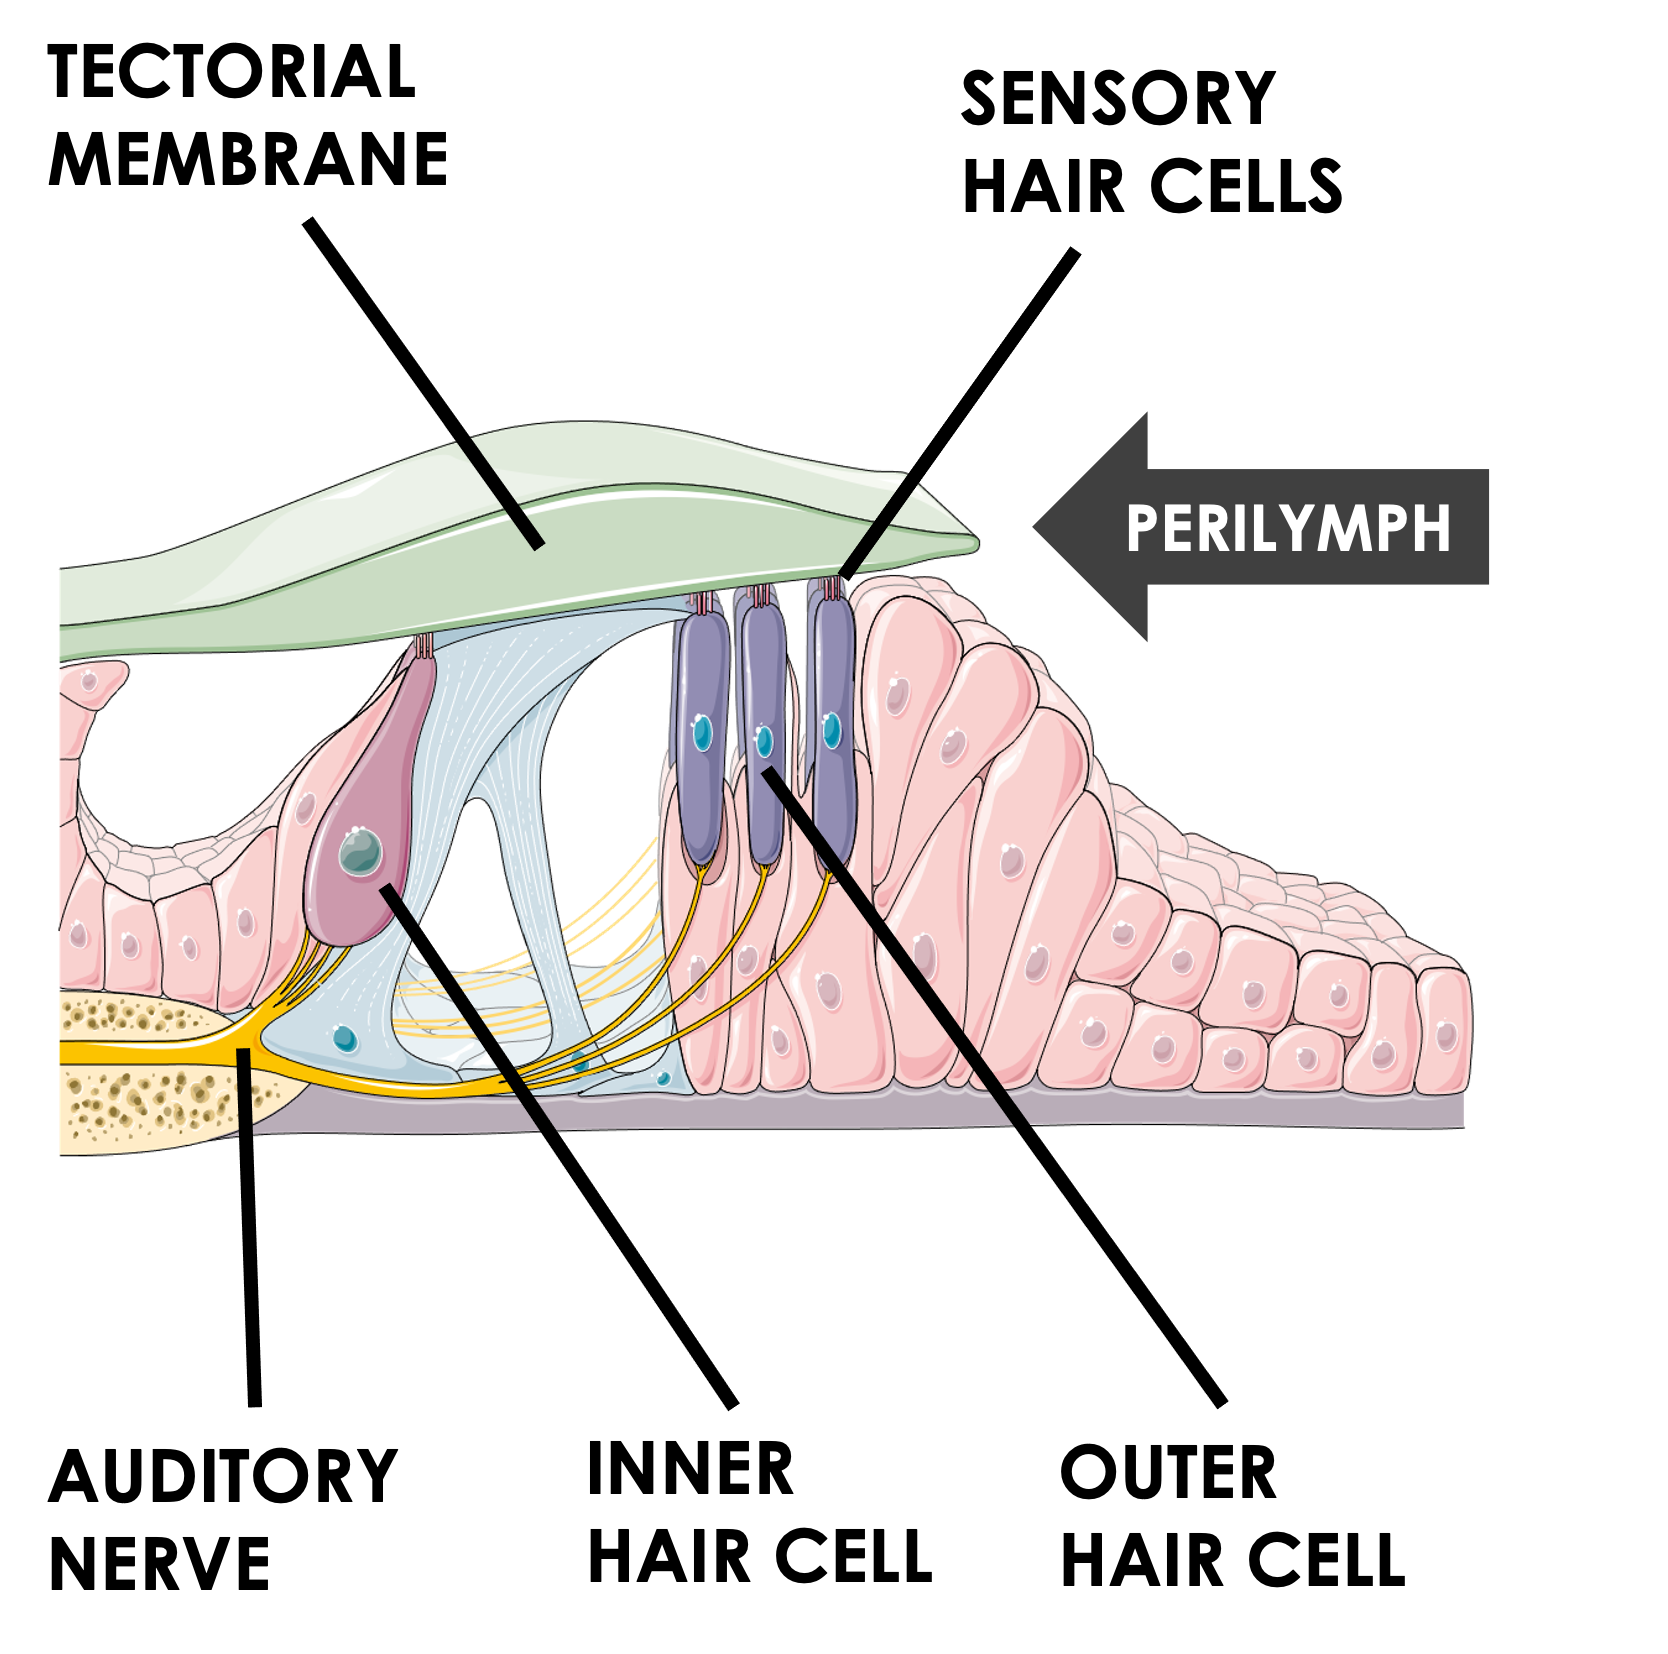 TECTORIAL
MEMBRANE
SENSORY
HAIR CELLS
PERILYMPH
AUDITORY
NERVE
INNER
HAIR CELL
OUTER
HAIR CELL